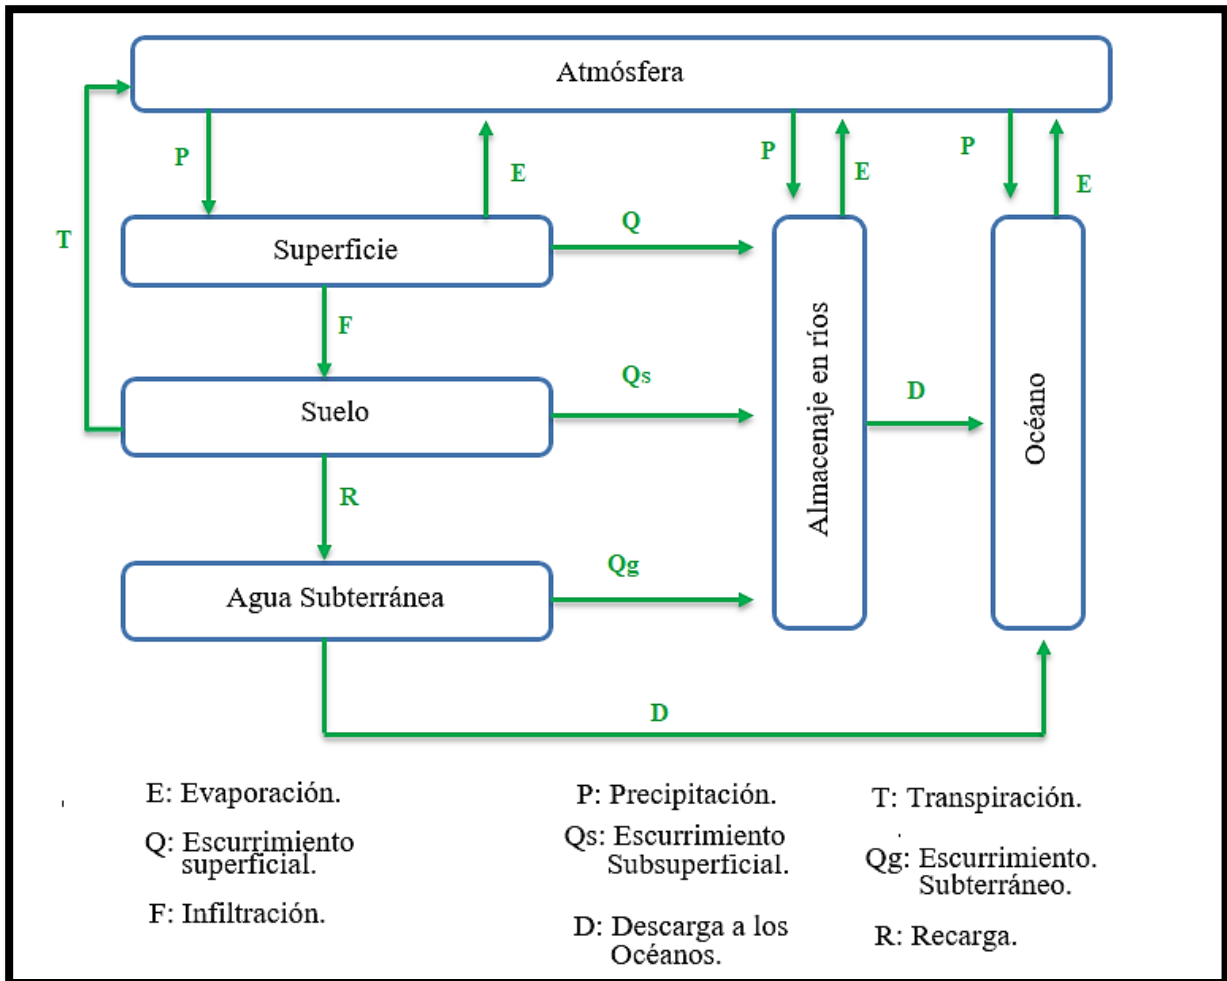 Atmósfera
P
E
P
E
P
E
T
Superficie
Q
F
Suelo
Qs
R
Agua Subterránea
Qg
Almacenaje en ríos
D
Océano
D
E: Evaporación.
Q: Escurrimiento
superficial.
F: Infiltración.
P: Precipitación.
Qs: Escurrimiento
Subsuperficial.
D: Descarga a los
Océanos.
T: Transpiración.
Qg: Escurrimiento.
Subterráneo.
R: Recarga.